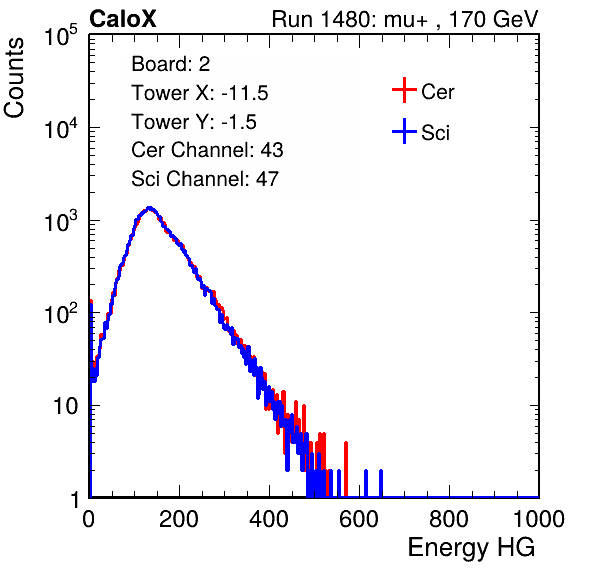 CaloX Run 1480: mu+ , 170 GeV
Counts
Board: 2
Tower X: -11.5
Tower Y: -1.5
Cer Channel: 43
Sci Channel: 47
Cer
Sci
10^5
10^4
10^3
10^2
10
1
0 200 400 600 800 1000
Energy HG